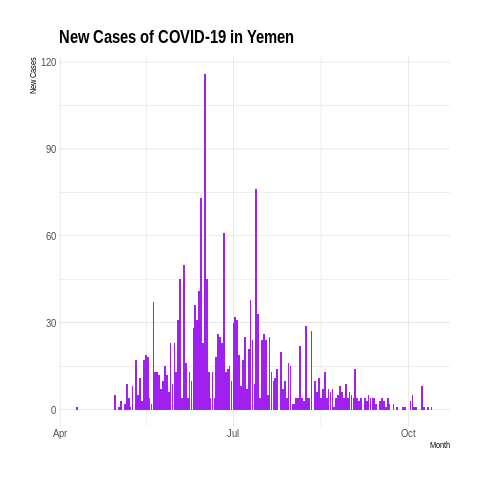 New Cases of COVID-19 in Yemen
New Cases
120
90
60
30
0
Apr Jul Oct
Month